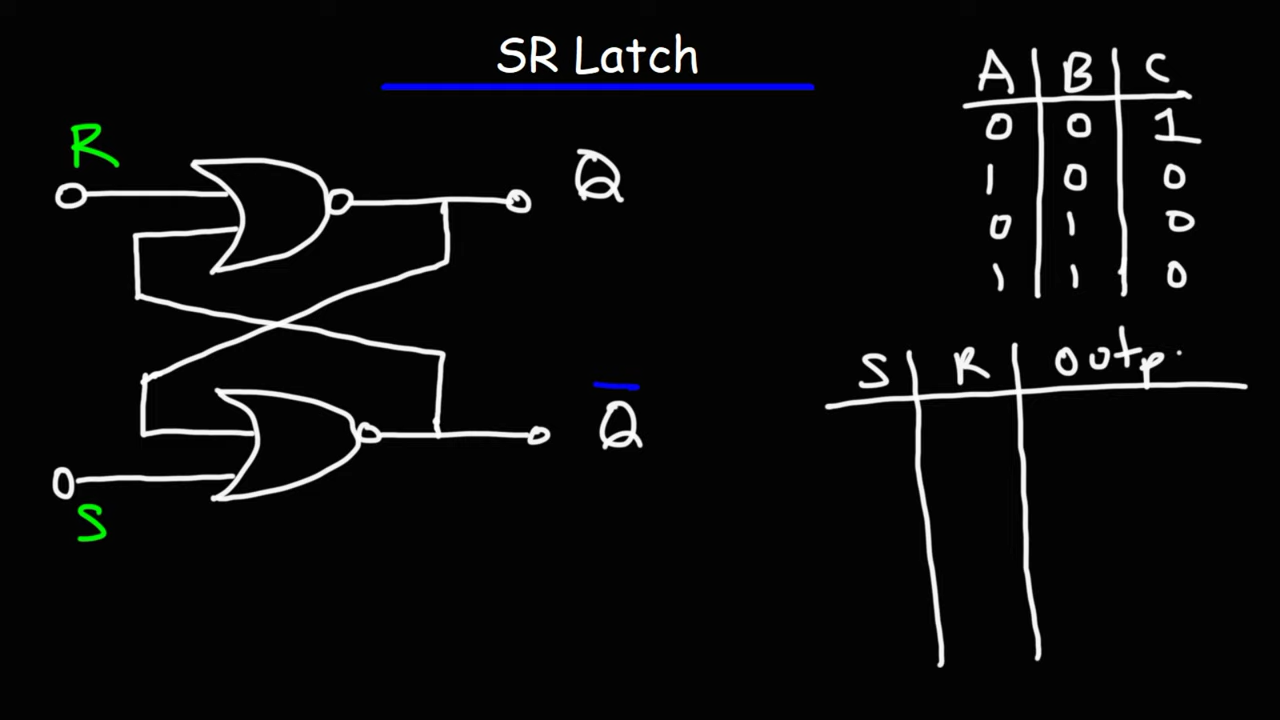 SR Latch
R
Q
Q
S
A B C
0 0 1
1 0 0
0 1 0
1 1 0
S R Outp